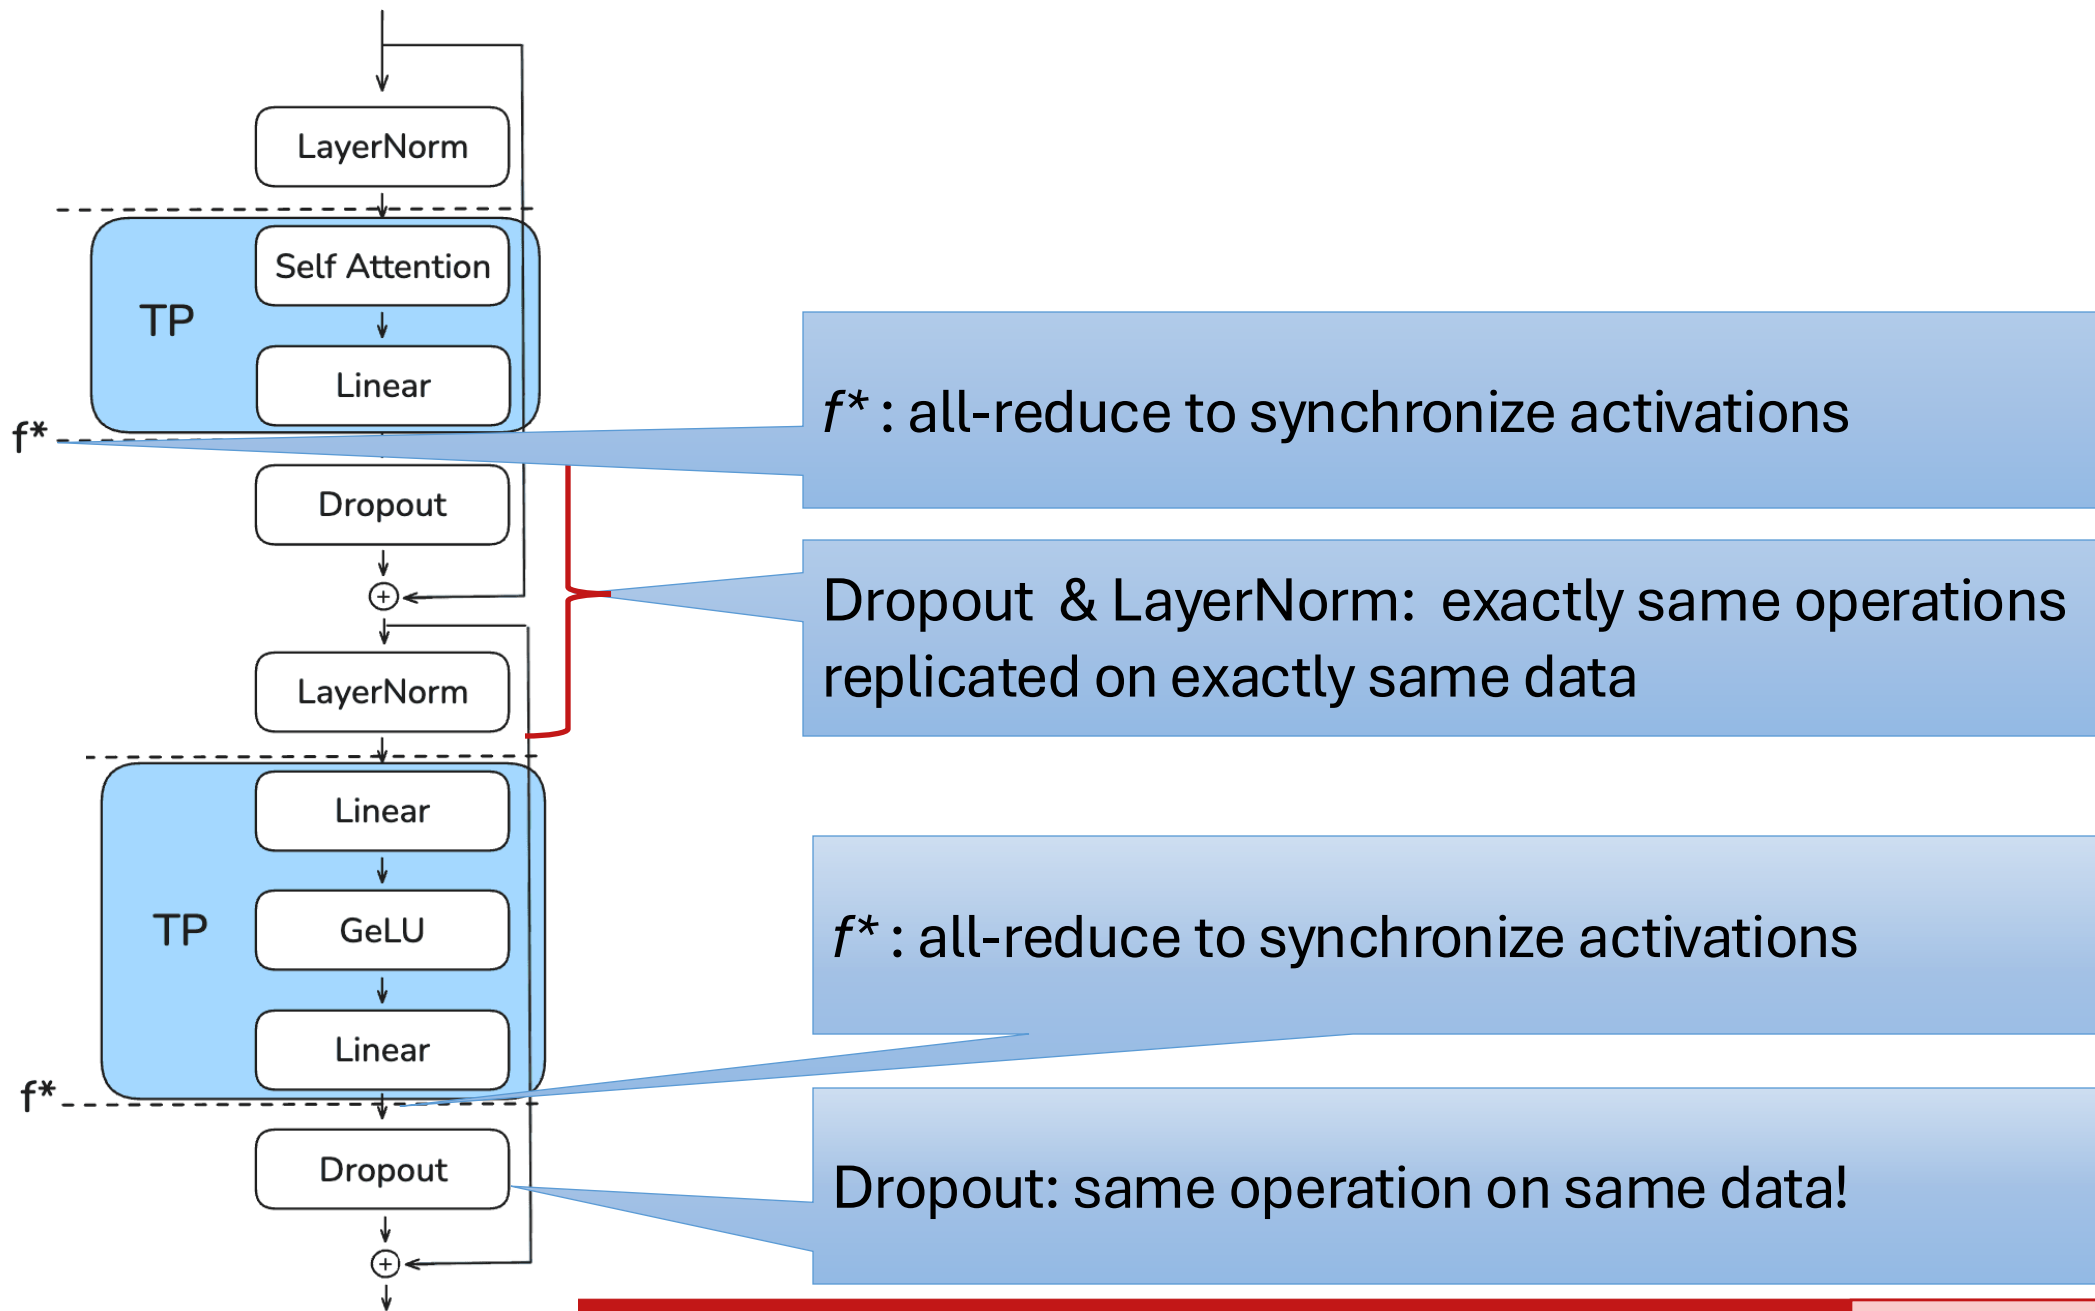 LayerNorm
Self Attention
TP
Linear
f*
f* : all-reduce to synchronize activations
Dropout
+
Dropout & LayerNorm: exactly same operations
replicated on exactly same data
LayerNorm
Linear
TP
GeLU
f* : all-reduce to synchronize activations
Linear
f*
Dropout
Dropout: same operation on same data!
+